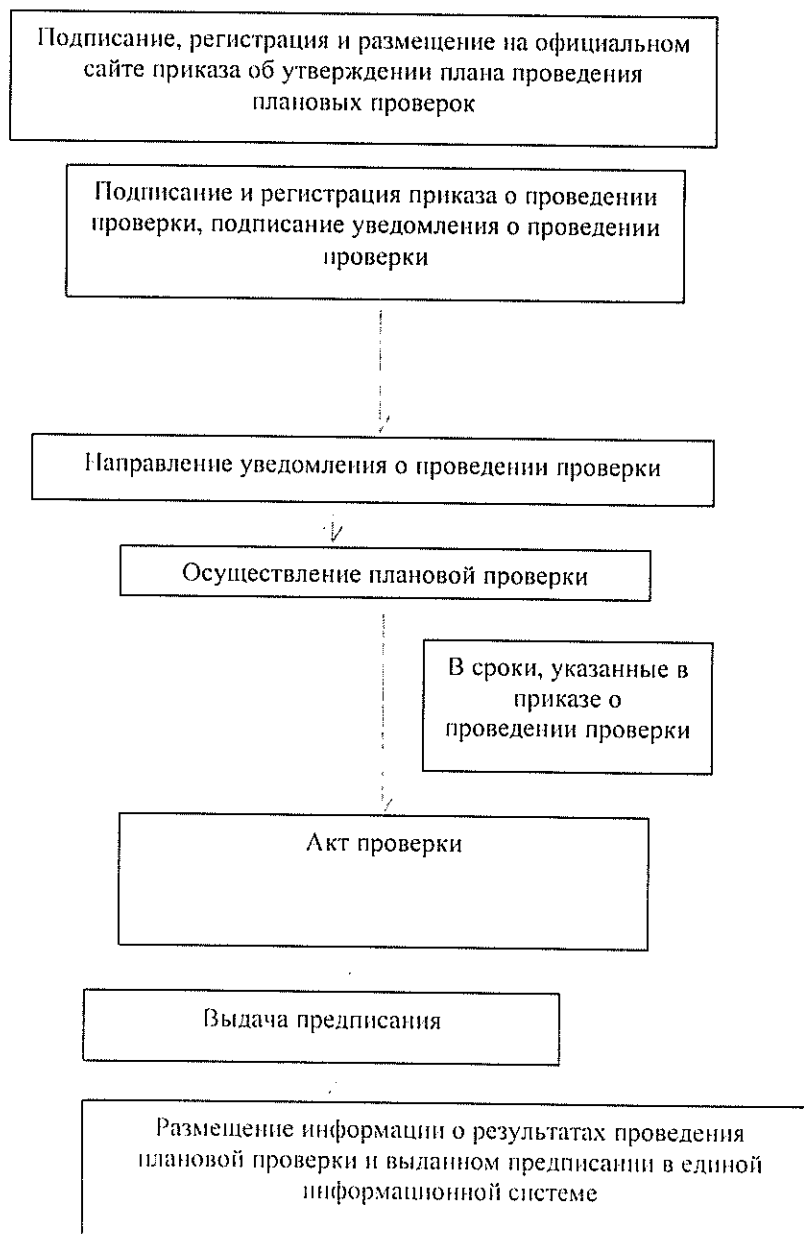 Подписание, регистрация и размещение на официальном
сайте приказа об утверждении плана проведения
плановых проверок
Подписание и регистрация приказа о проведении
проверки, подписание уведомления о проведении
проверки
Направление уведомления о проведении проверки
Осуществление плановой проверки
В сроки, указанные в
приказе о
проведении проверки
Акт проверки
Выдача предписания
Размещение информации о результатах проведения
плановой проверки и выданном предписании в единой
информационной системе